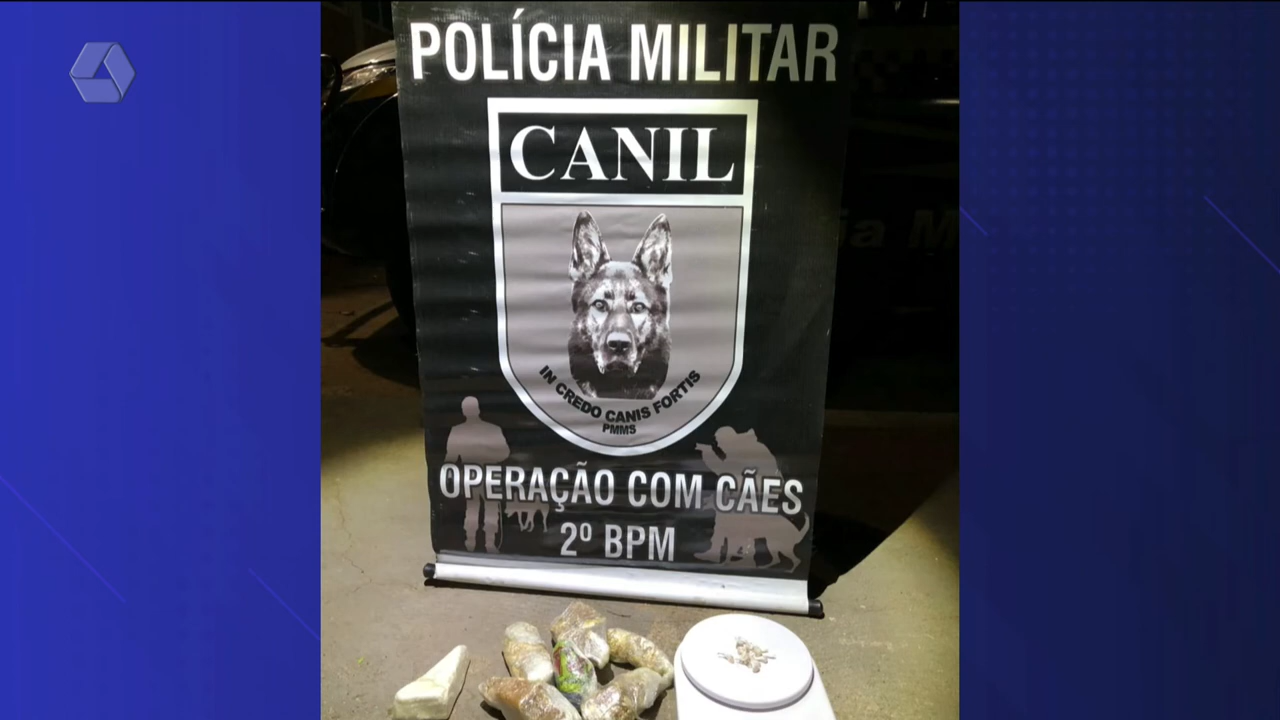 POLÍCIA MILITAR
CANIL
IN CREDO CANIS FORTIS
PMMS
OPERAÇÃO COM CÃES
2º BPM